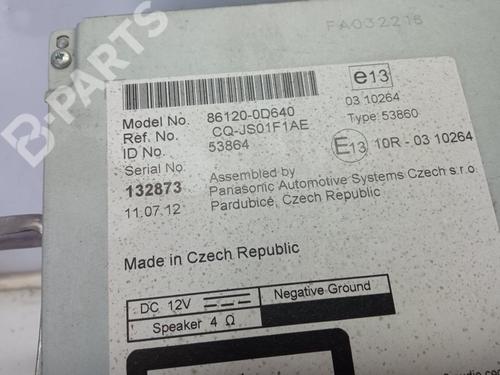 B-PARTS
FA032216
Model No. 86120-0D640
Ref. No. CQ-JS01F1AE
ID No. 53864
Serial No.
132873
11.07.12
Assembled by
Panasonic Automotive Systems Czech s.r.o.
Pardubice, Czech Republic
e13
03 10264
Type: 53860
E13 10R - 03 10264
Made in Czech Republic
DC 12V
Negative Ground
Speaker 4 Ω